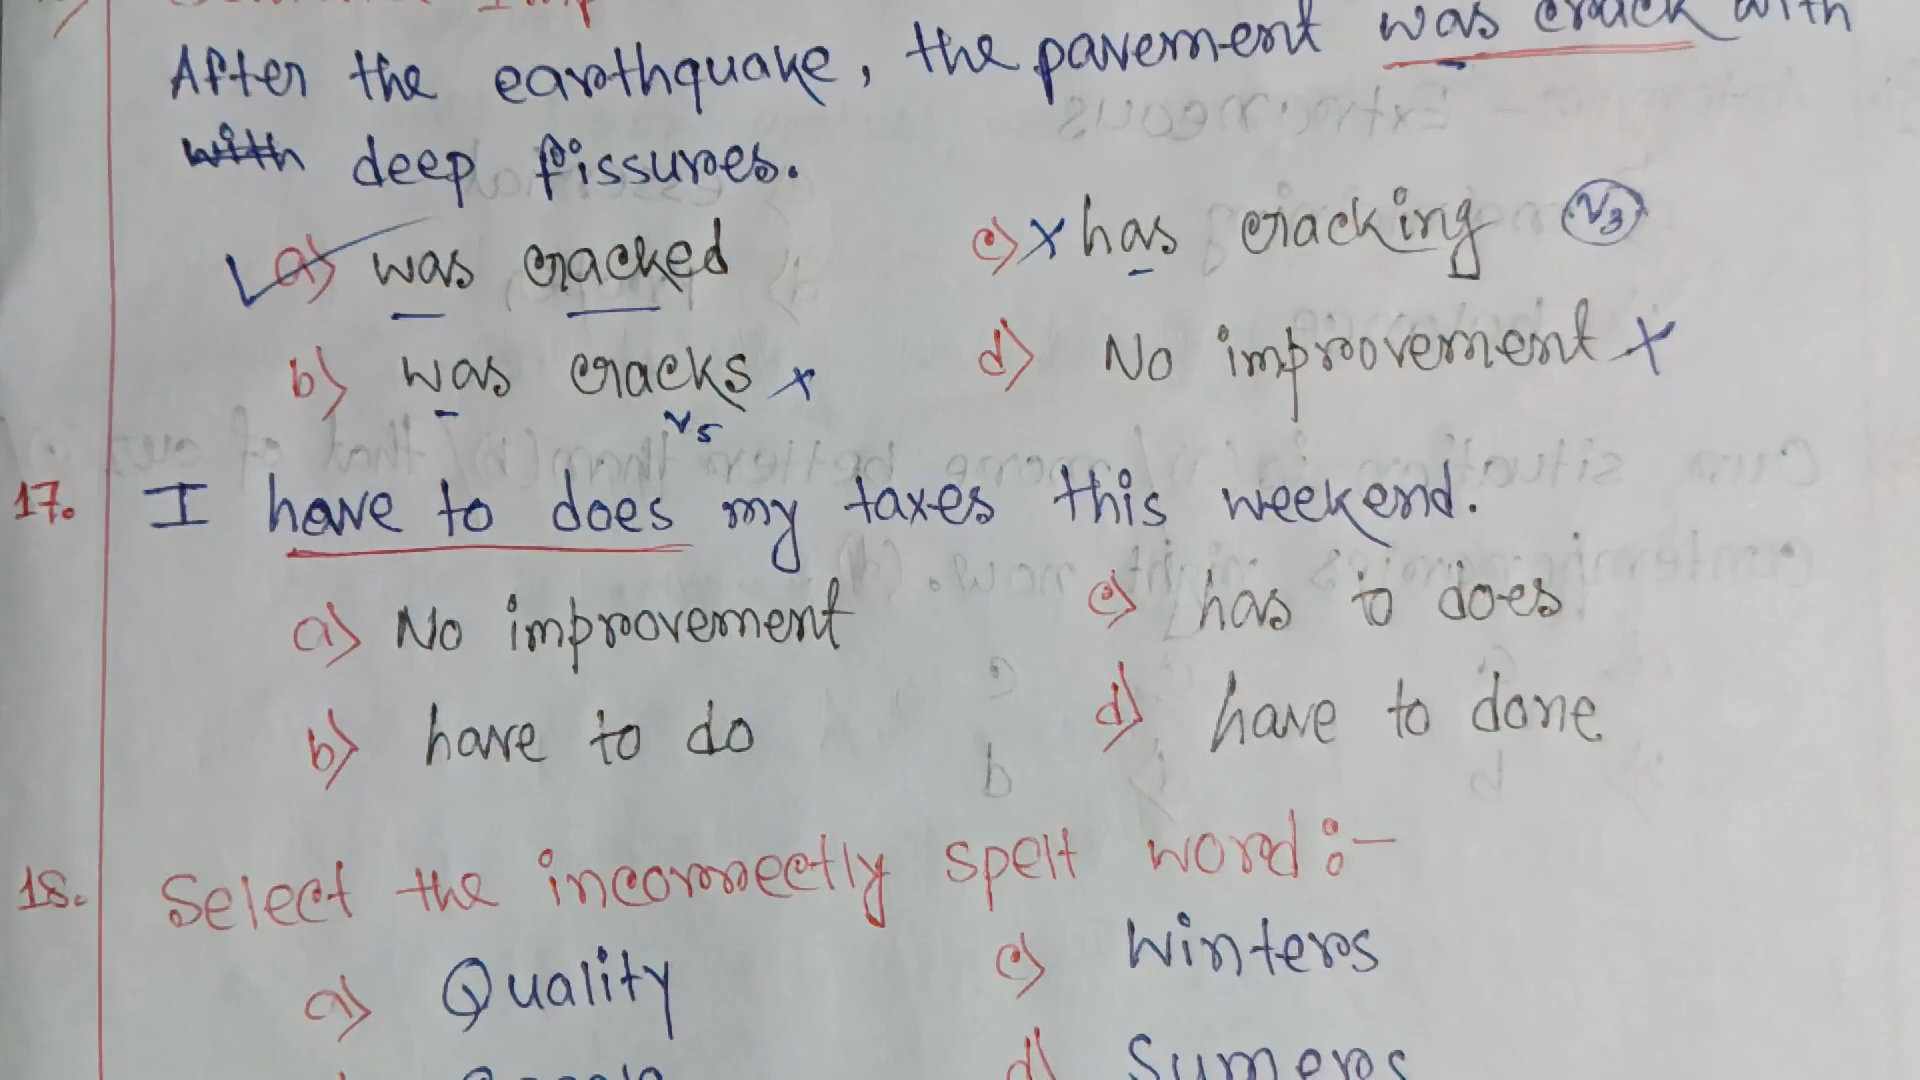 After the earthquake, the pavement was crack with
with deep fissures.
a) was cracked
c) x has cracking V3
b) was cracks x
V5
d) No improvement x
17. I have to does my taxes this weekend.
a) No improvement
c) has to does
b) have to do
d) have to done
18. Select the incorrectly spelt word :-
a) Quality
c) Winters
d) Sumers